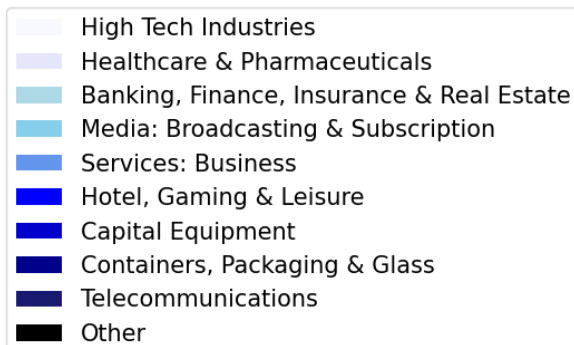 High Tech Industries
Healthcare & Pharmaceuticals
Banking, Finance, Insurance & Real Estate
Media: Broadcasting & Subscription
Services: Business
Hotel, Gaming & Leisure
Capital Equipment
Containers, Packaging & Glass
Telecommunications
Other